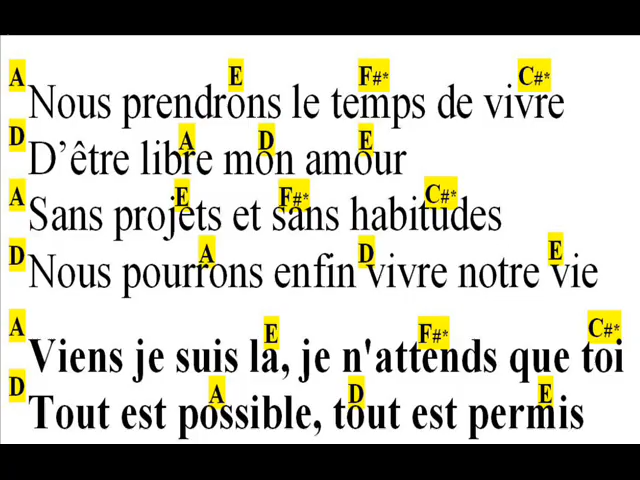 A E F#* C#*
Nous prendrons le temps de vivre
D A D E
D’être libre mon amour
A E F#* C#*
Sans projets et sans habitudes
D A D E
Nous pourrons enfin vivre notre vie
A E F#* C#*
Viens je suis la, je n'attends que toi
D A D E
Tout est possible, tout est permis